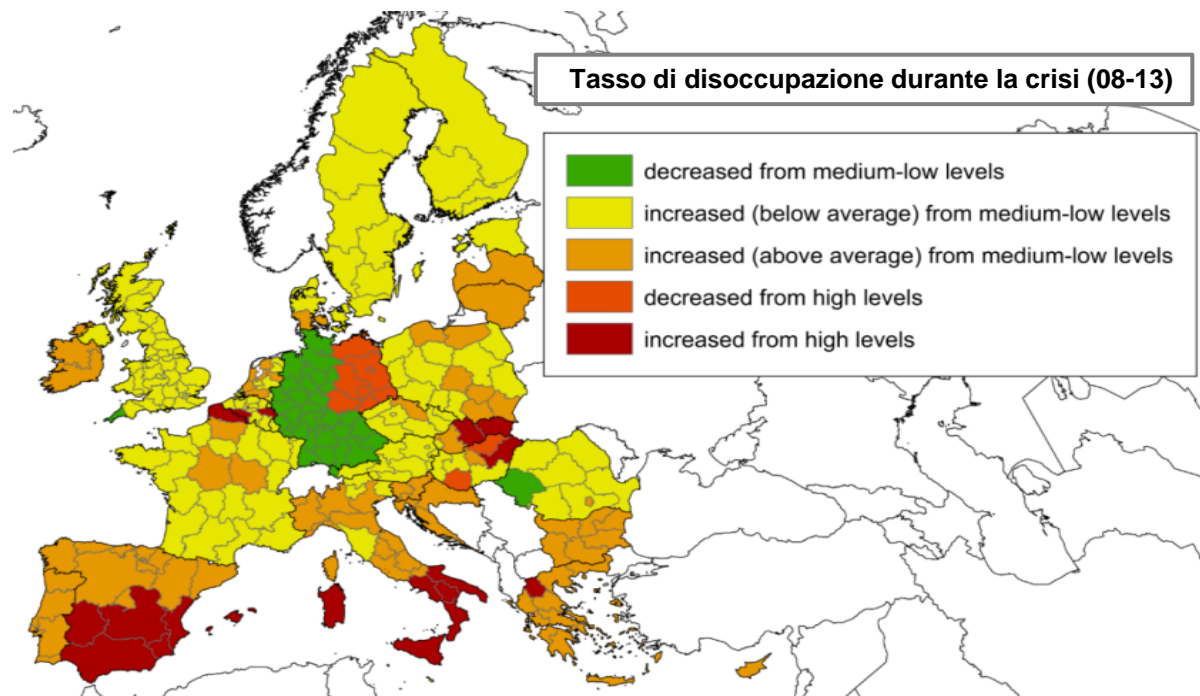 Tasso di disoccupazione durante la crisi (08-13)
decreased from medium-low levels
increased (below average) from medium-low levels
increased (above average) from medium-low levels
decreased from high levels
increased from high levels